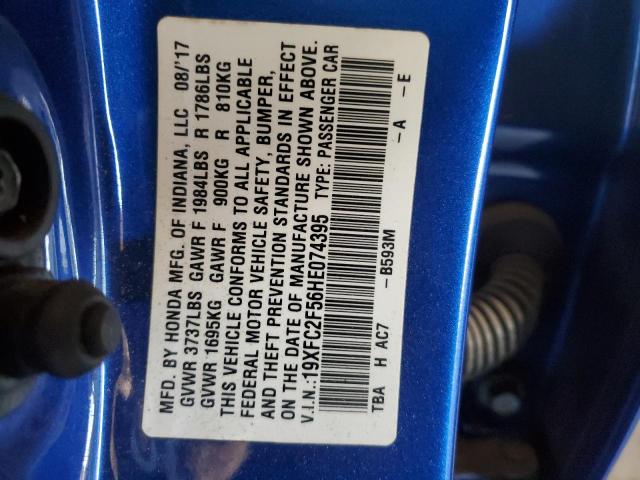 MFD. BY HONDA MFG. OF INDIANA, LLC 08/'17
GVWR 3737LBS GAWR F 1984LBS R 1786LBS
GVWR 1695KG GAWR F 900KG R 810KG
THIS VEHICLE CONFORMS TO ALL APPLICABLE
FEDERAL MOTOR VEHICLE SAFETY, BUMPER,
AND THEFT PREVENTION STANDARDS IN EFFECT
ON THE DATE OF MANUFACTURE SHOWN ABOVE.
V.I.N.:19XFC2F56HE074395 TYPE: PASSENGER CAR
TBA H AC7 -B593M -A -E